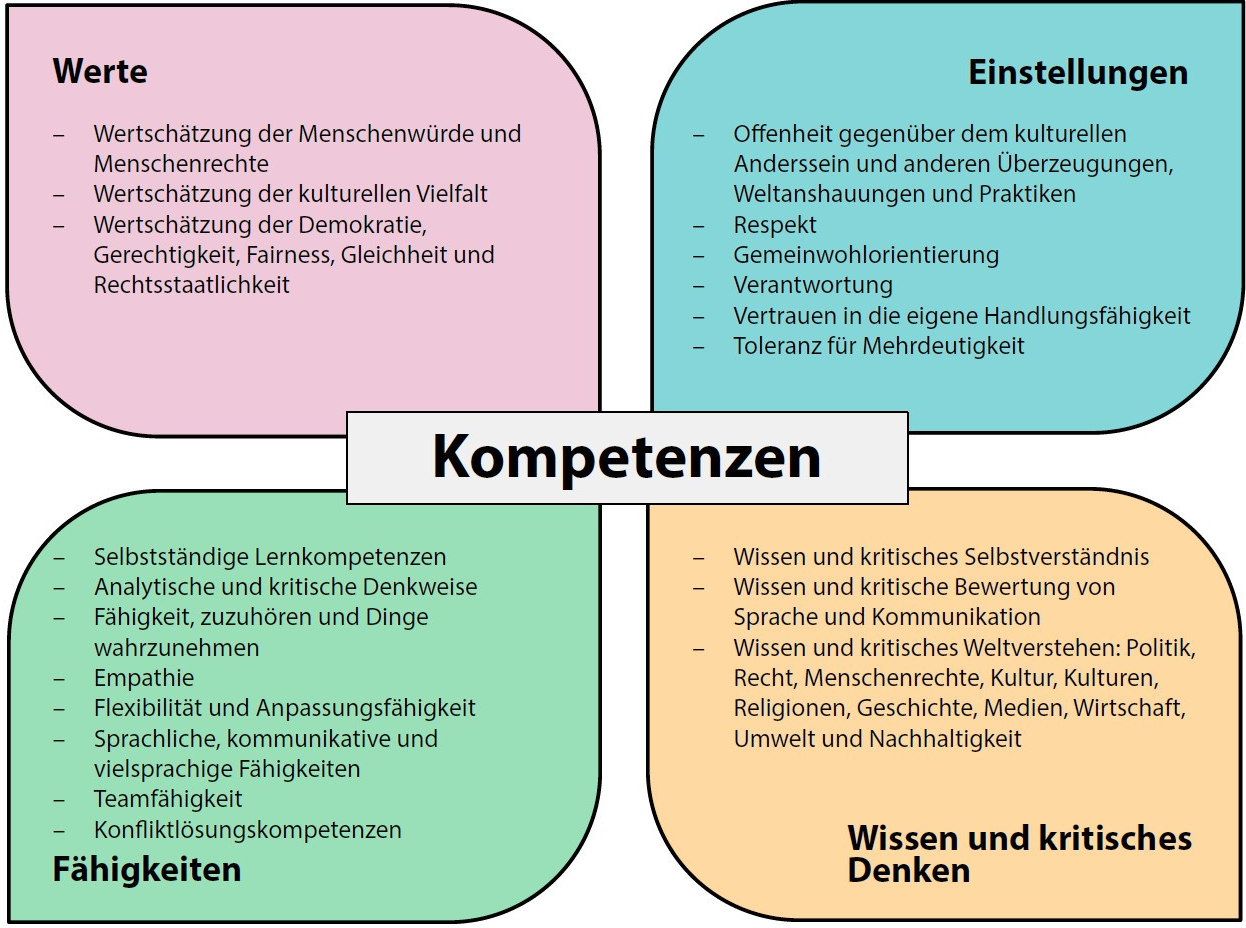 Werte
– Wertschätzung der Menschenwürde und
Menschenrechte
– Wertschätzung der kulturellen Vielfalt
– Wertschätzung der Demokratie,
Gerechtigkeit, Fairness, Gleichheit und
Rechtsstaatlichkeit
Einstellungen
– Offenheit gegenüber dem kulturellen
Anderssein und anderen Überzeugungen,
Weltanshauungen und Praktiken
– Respekt
– Gemeinwohlorientierung
– Verantwortung
– Vertrauen in die eigene Handlungsfähigkeit
– Toleranz für Mehrdeutigkeit
Kompetenzen
– Selbstständige Lernkompetenzen
– Analytische und kritische Denkweise
– Fähigkeit, zuzuhören und Dinge
wahrzunehmen
– Empathie
– Flexibilität und Anpassungsfähigkeit
– Sprachliche, kommunikative und
vielsprachige Fähigkeiten
– Teamfähigkeit
– Konfliktlösungskompetenzen
Fähigkeiten
– Wissen und kritisches Selbstverständnis
– Wissen und kritische Bewertung von
Sprache und Kommunikation
– Wissen und kritisches Weltverstehen: Politik,
Recht, Menschenrechte, Kultur, Kulturen,
Religionen, Geschichte, Medien, Wirtschaft,
Umwelt und Nachhaltigkeit
Wissen und kritisches
Denken